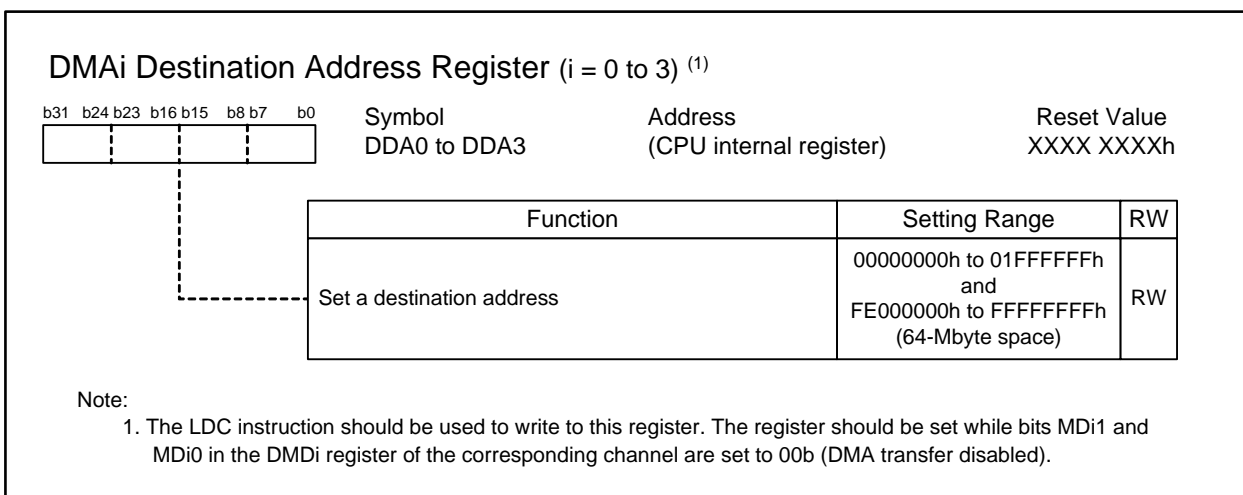 DMAi Destination Address Register (i = 0 to 3) (1)
b31 b24 b23 b16 b15 b8 b7 b0
Symbol Address Reset Value
DDA0 to DDA3 (CPU internal register) XXXX XXXXh
Function Setting Range RW
Set a destination address
00000000h to 01FFFFFFh
and
FE000000h to FFFFFFFFh
(64-Mbyte space)
RW
Note:
1. The LDC instruction should be used to write to this register. The register should be set while bits MDi1 and
MDi0 in the DMDi register of the corresponding channel are set to 00b (DMA transfer disabled).